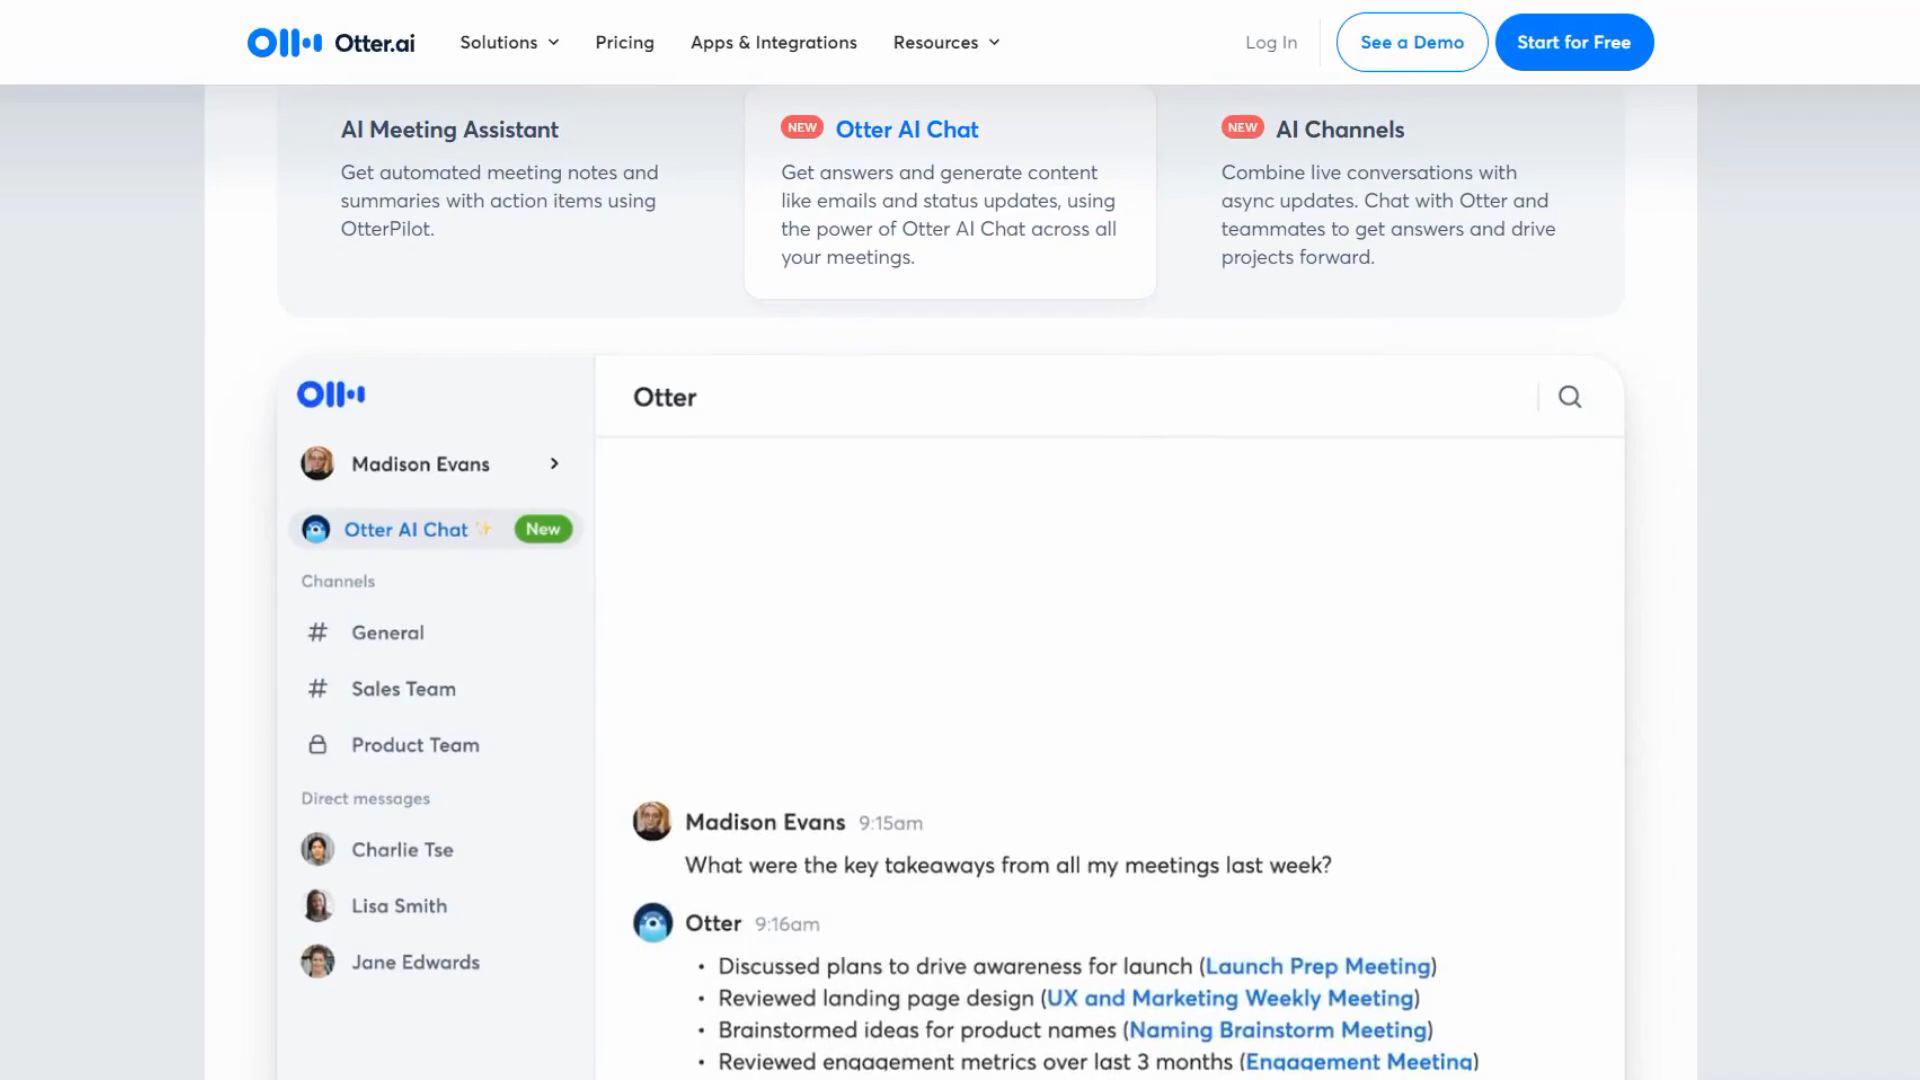 Otter.ai
Solutions
Pricing
Apps & Integrations
Resources
Log In
See a Demo
Start for Free
AI Meeting Assistant
Get automated meeting notes and
summaries with action items using
OtterPilot.
NEW Otter AI Chat
Get answers and generate content
like emails and status updates, using
the power of Otter AI Chat across all
your meetings.
NEW AI Channels
Combine live conversations with
async updates. Chat with Otter and
teammates to get answers and drive
projects forward.
Madison Evans
Otter AI Chat ✨ New
Channels
# General
# Sales Team
Product Team
Direct messages
Charlie Tse
Lisa Smith
Jane Edwards
Otter
Madison Evans 9:15am
What were the key takeaways from all my meetings last week?
Otter 9:16am
• Discussed plans to drive awareness for launch (Launch Prep Meeting)
• Reviewed landing page design (UX and Marketing Weekly Meeting)
• Brainstormed ideas for product names (Naming Brainstorm Meeting)
• Reviewed engagement metrics over last 3 months (Engagement Meeting)